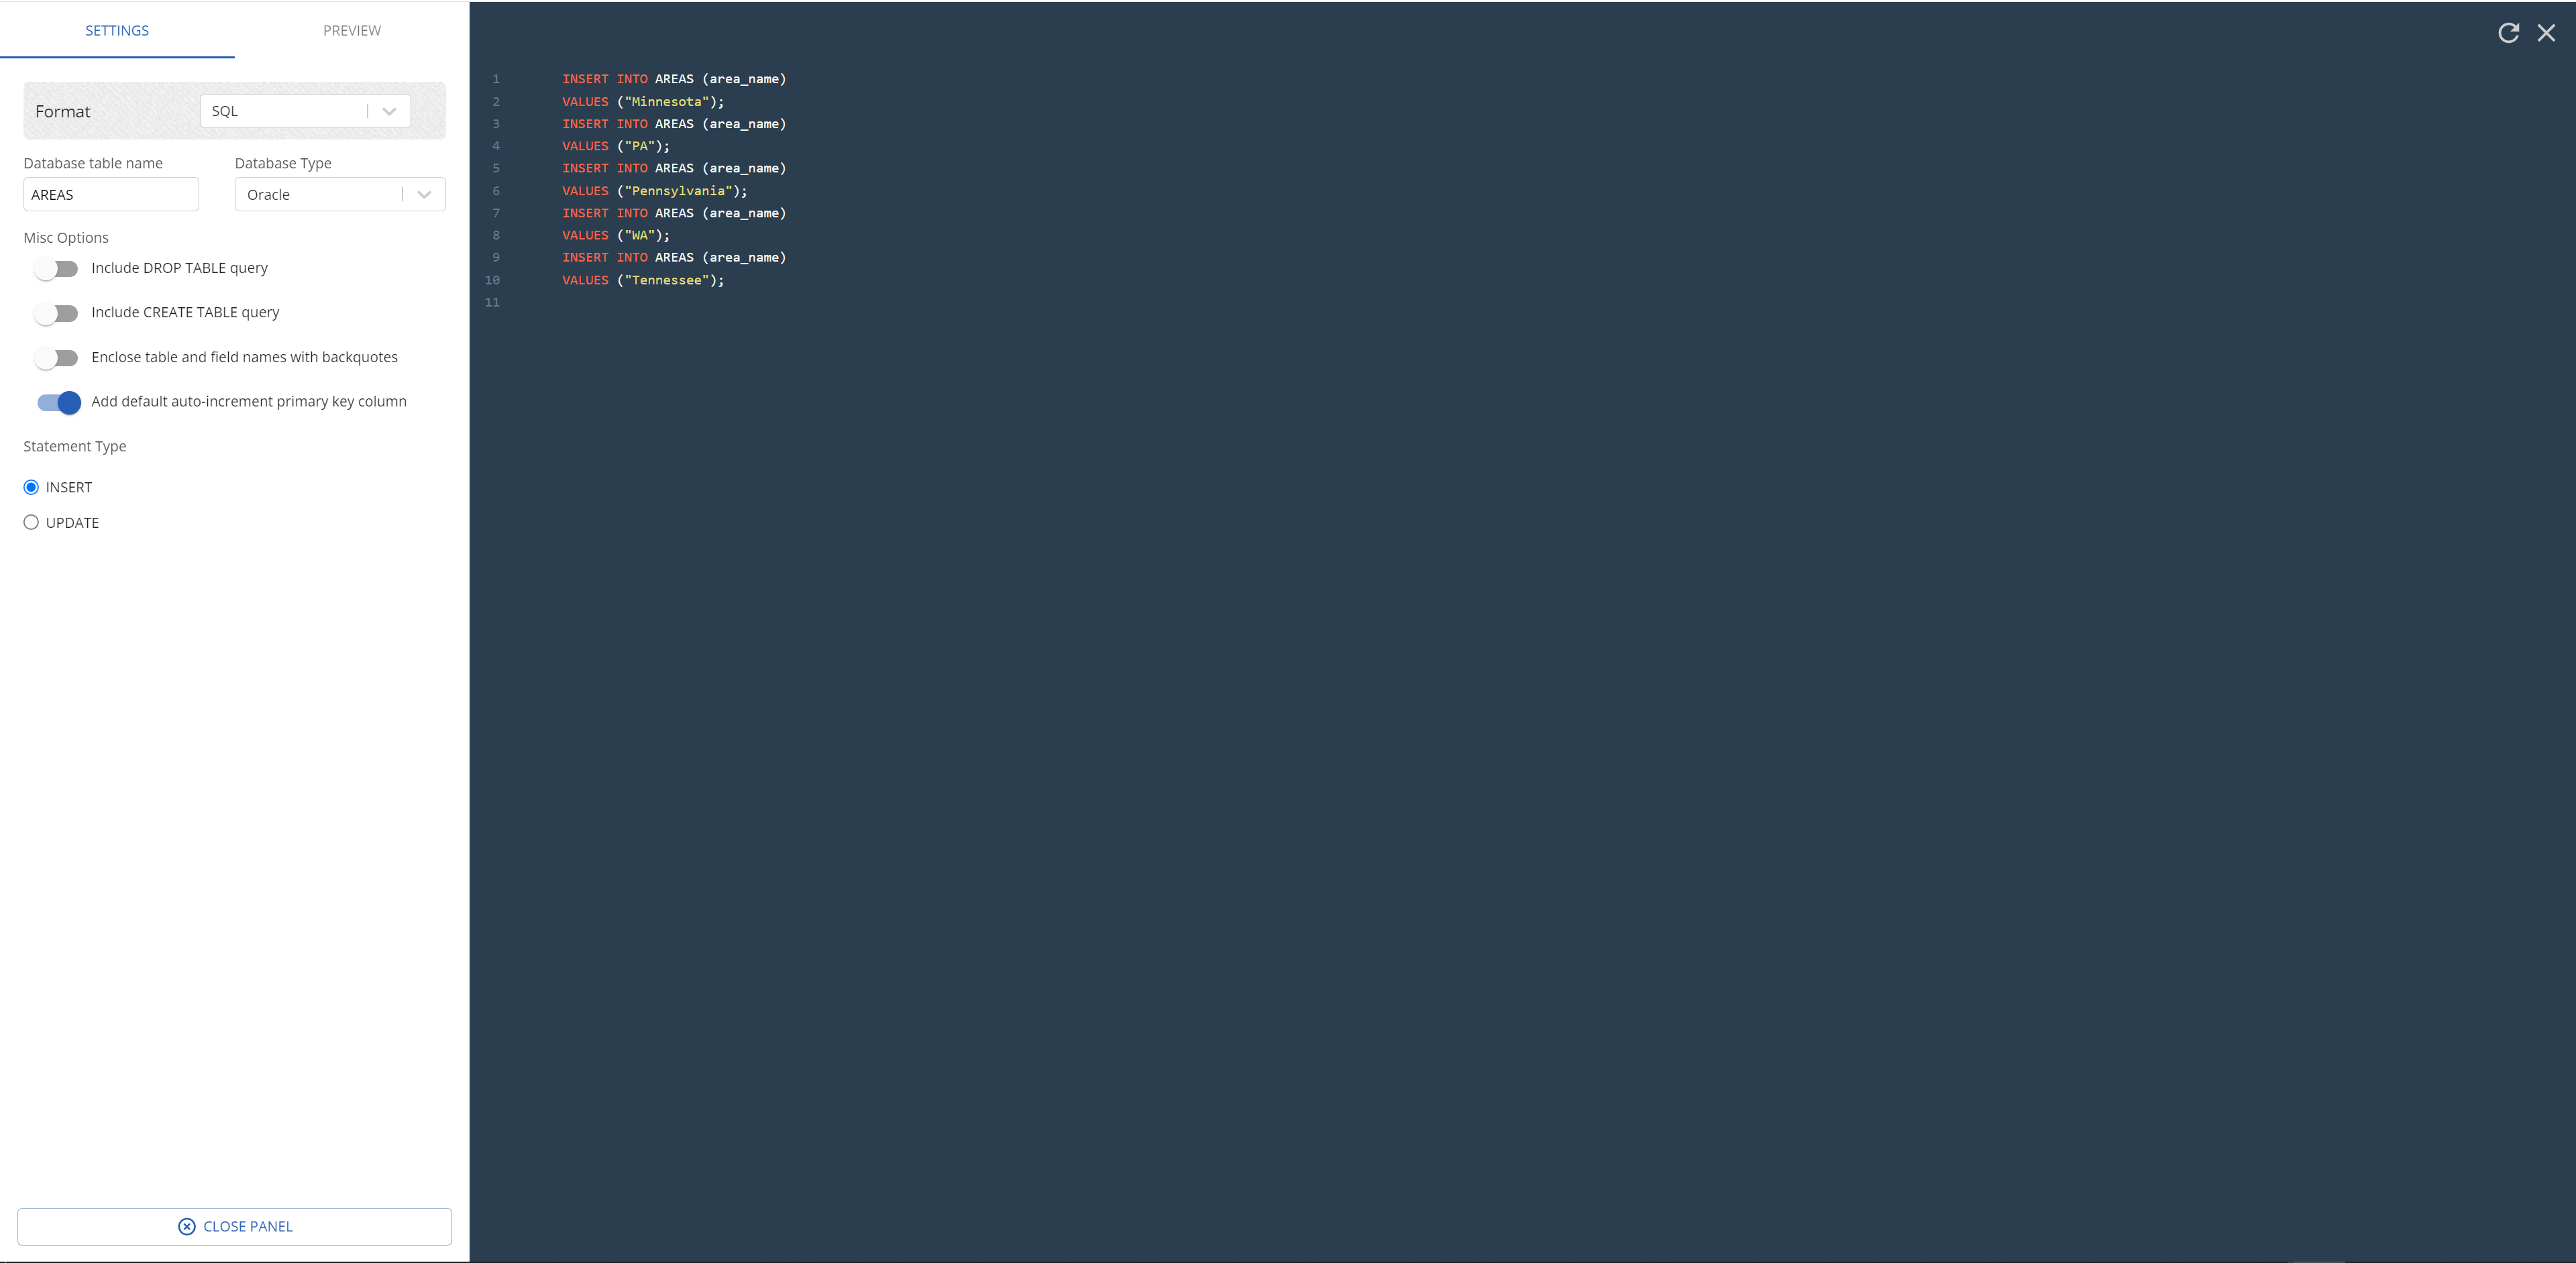 SETTINGS
PREVIEW
Format
SQL
Database table name
Database Type
AREAS
Oracle
Misc Options
Include DROP TABLE query
Include CREATE TABLE query
Enclose table and field names with backquotes
Add default auto-increment primary key column
Statement Type
INSERT
UPDATE
CLOSE PANEL
1 INSERT INTO AREAS (area_name)
2 VALUES ("Minnesota");
3 INSERT INTO AREAS (area_name)
4 VALUES ("PA");
5 INSERT INTO AREAS (area_name)
6 VALUES ("Pennsylvania");
7 INSERT INTO AREAS (area_name)
8 VALUES ("WA");
9 INSERT INTO AREAS (area_name)
10 VALUES ("Tennessee");
11